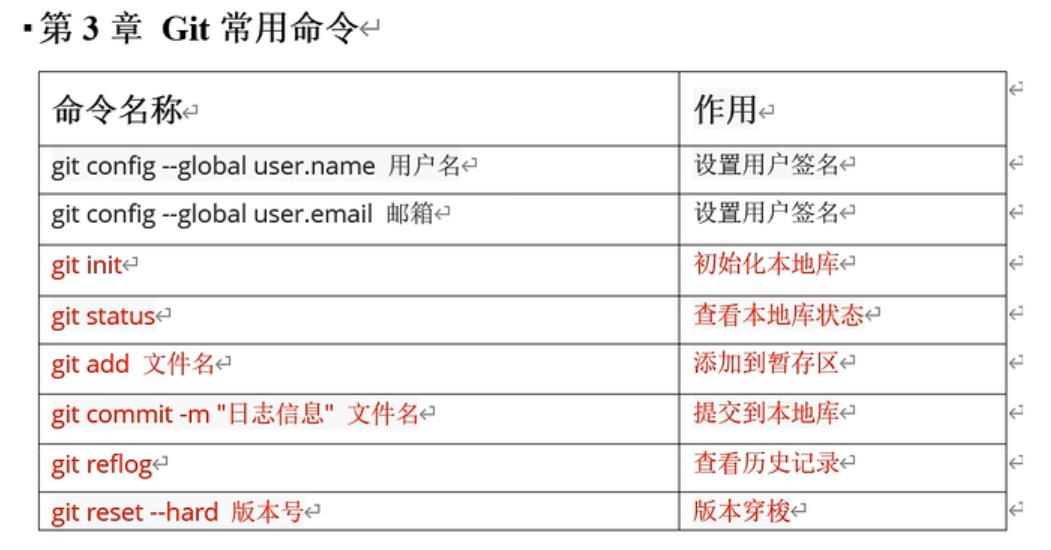 第 3 章 Git 常用命令
命令名称 作用
git config --global user.name 用户名 设置用户签名
git config --global user.email 邮箱 设置用户签名
git init 初始化本地库
git status 查看本地库状态
git add 文件名 添加到暂存区
git commit -m "日志信息" 文件名 提交到本地库
git reflog 查看历史记录
git reset --hard 版本号 版本穿梭